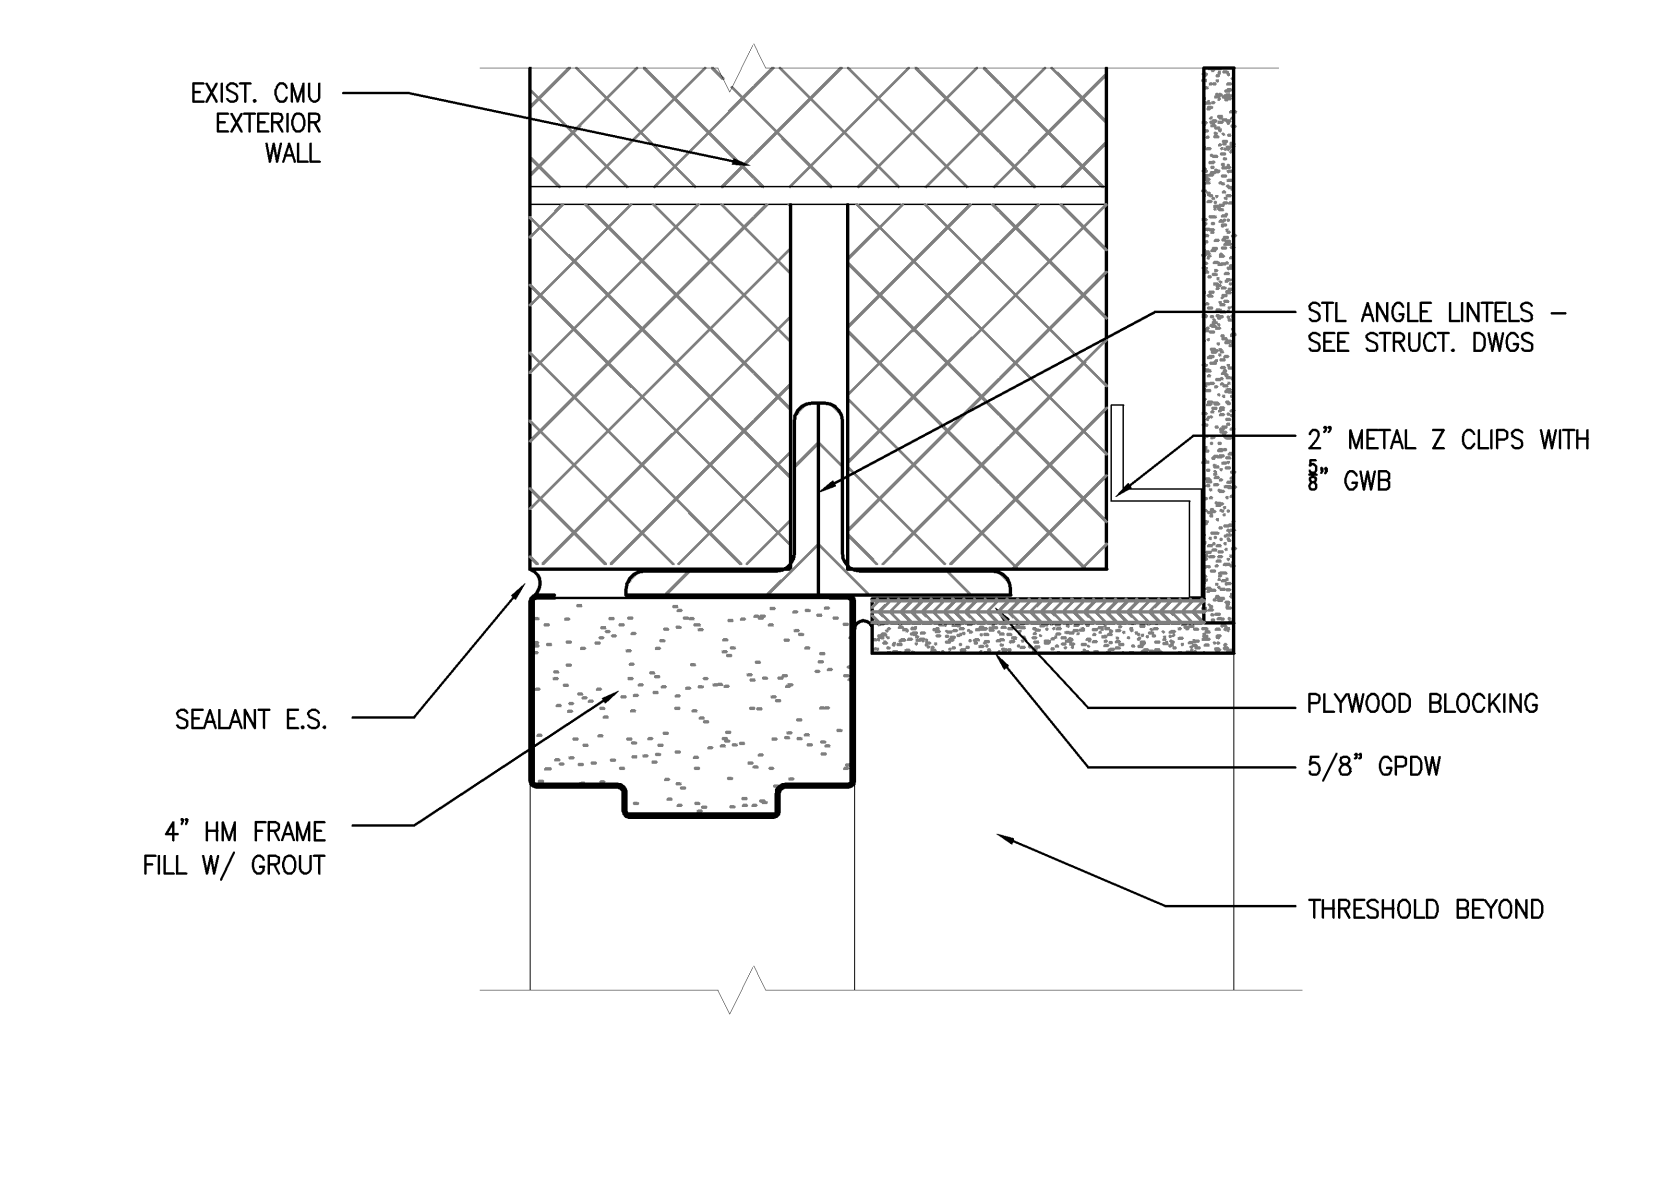 EXIST. CMU
EXTERIOR
WALL
STL ANGLE LINTELS –
SEE STRUCT. DWGS
2” METAL Z CLIPS WITH
5/8” GWB
SEALANT E.S.
PLYWOOD BLOCKING
5/8” GPDW
4” HM FRAME
FILL W/ GROUT
THRESHOLD BEYOND